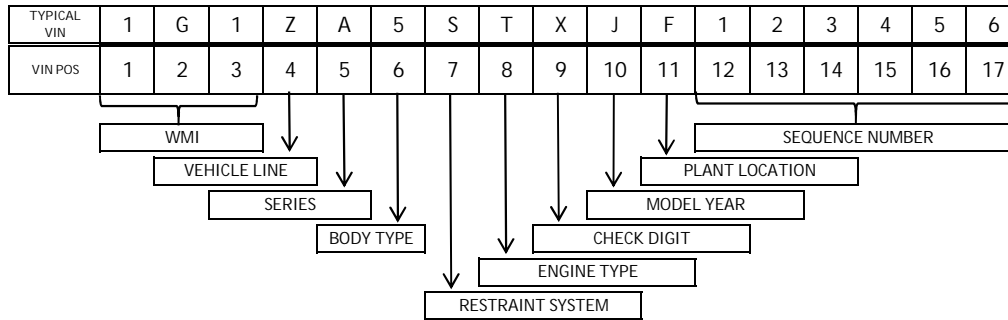 TYPICAL
VIN 1 G 1 Z A 5 S T X J F 1 2 3 4 5 6
VIN POS 1 2 3 4 5 6 7 8 9 10 11 12 13 14 15 16 17
WMI SEQUENCE NUMBER
VEHICLE LINE PLANT LOCATION
SERIES MODEL YEAR
BODY TYPE CHECK DIGIT
ENGINE TYPE
RESTRAINT SYSTEM